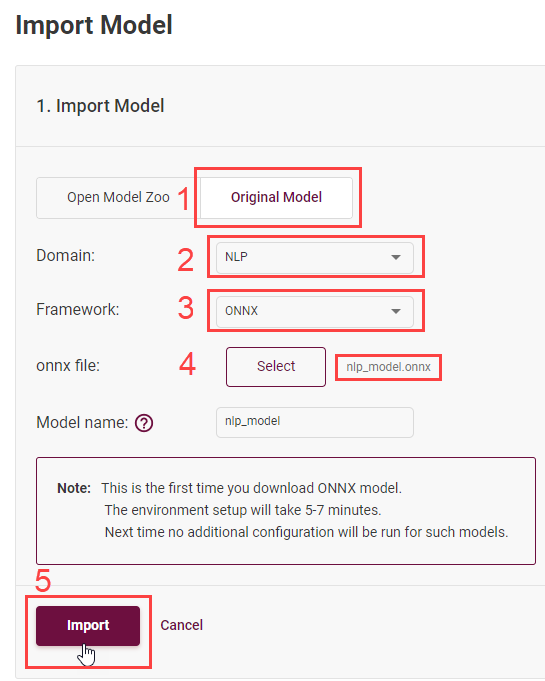 Import Model
1. Import Model
Open Model Zoo 1 Original Model
Domain: 2 NLP
Framework: 3 ONNX
onnx file: 4 Select nlp_model.onnx
Model name: ? nlp_model
Note: This is the first time you download ONNX model.
The environment setup will take 5-7 minutes.
Next time no additional configuration will be run for such models.
5
Import Cancel